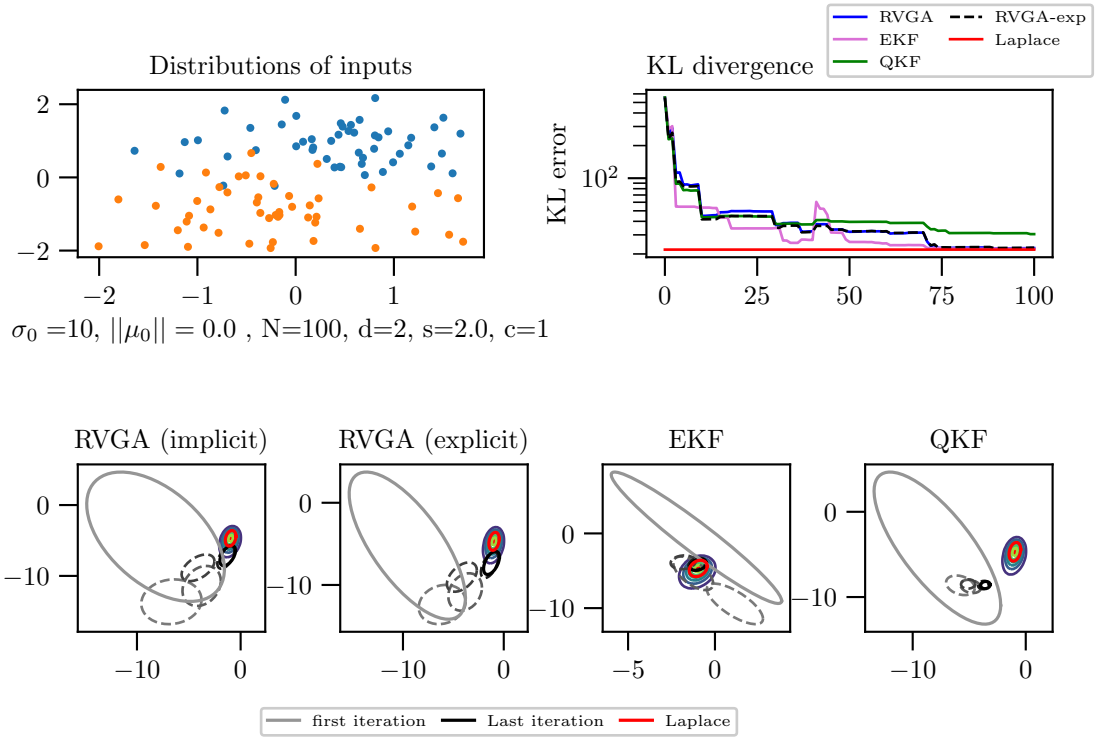 RVGA
RVGA-exp
EKF
Laplace
QKF
Distributions of inputs
KL divergence
2
0
−2
−2
−1
0
1
σ₀ =10, ||μ₀|| = 0.0 , N=100, d=2, s=2.0, c=1
KL error
10²
0
25
50
75
100
RVGA (implicit)
RVGA (explicit)
EKF
QKF
0
−10
−10
0
0
−10
−10
0
0
−10
−5
0
0
−10
−10
0
first iteration
Last iteration
Laplace